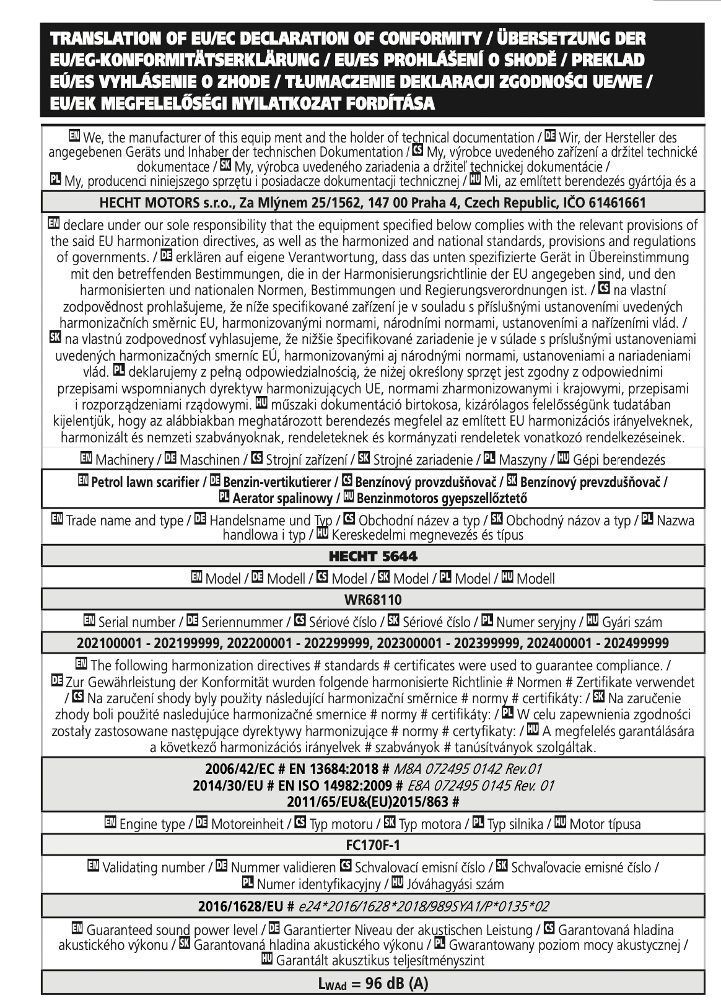 TRANSLATION OF EU/EC DECLARATION OF CONFORMITY / ÜBERSETZUNG DER
EU/EG-KONFORMITÄTSERKLÄRUNG / EU/ES PROHLÁŠENÍ O SHODĚ / PREKLAD
EÚ/ES VYHLÁSENIE O ZHODE / TŁUMACZENIE DEKLARACJI ZGODNOŚCI UE/WE /
EU/EK MEGFELELŐSÉGI NYILATKOZAT FORDÍTÁSA
EN We, the manufacturer of this equip ment and the holder of technical documentation / DE Wir, der Hersteller des
angegebenen Geräts und Inhaber der technischen Dokumentation / CS My, výrobce uvedeného zařízení a držitel technické
dokumentace / SK My, výrobca uvedeného zariadenia a držiteľ technickej dokumentácie /
PL My, producenci niniejszego sprzętu i posiadacze dokumentacji technicznej / HU Mi, az említett berendezés gyártója és a
HECHT MOTORS s.r.o., Za Mlýnem 25/1562, 147 00 Praha 4, Czech Republic, IČO 61461661
EN declare under our sole responsibility that the equipment specified below complies with the relevant provisions of
the said EU harmonization directives, as well as the harmonized and national standards, provisions and regulations
of governments. / DE erklären auf eigene Verantwortung, dass das unten spezifizierte Gerät in Übereinstimmung
mit den betreffenden Bestimmungen, die in der Harmonisierungsrichtlinie der EU angegeben sind, und den
harmonisierten und nationalen Normen, Bestimmungen und Regierungsverordnungen ist. / CS na vlastní
zodpovědnost prohlašujeme, že níže specifikované zařízení je v souladu s příslušnými ustanoveními uvedených
harmonizačních směrnic EU, harmonizovanými normami, národními normami, ustanoveními a nařízeními vlád. /
SK na vlastnú zodpovednosť vyhlasujeme, že nižšie špecifikované zariadenie je v súlade s príslušnými ustanoveniami
uvedených harmonizačných smerníc EÚ, harmonizovanými aj národnými normami, ustanoveniami a nariadeniami
vlád. PL deklarujemy z pełną odpowiedzialnością, że niżej określony sprzęt jest zgodny z odpowiednimi
przepisami wspomnianych dyrektyw harmonizujących UE, normami zharmonizowanymi i krajowymi, przepisami
i rozporządzeniami rządowymi. HU műszaki dokumentáció birtokosa, kizárólagos felelősségünk tudatában
kijelentjük, hogy az alábbiakban meghatározott berendezés megfelel az említett EU harmonizációs irányelveknek,
harmonizált és nemzeti szabványoknak, rendeleteknek és kormányzati rendeletek vonatkozó rendelkezéseinek.
EN Machinery / DE Maschinen / CS Strojní zařízení / SK Strojné zariadenie / PL Maszyny / HU Gépi berendezés
EN Petrol lawn scarifier / DE Benzin-vertikutierer / CS Benzínový provzdušňovač / SK Benzínový prevzdušňovač /
PL Aerator spalinowy / HU Benzinmotoros gyepszellőztető
EN Trade name and type / DE Handelsname und Typ / CS Obchodní název a typ / SK Obchodný názov a typ / PL Nazwa
handlowa i typ / HU Kereskedelmi megnevezés és típus
HECHT 5644
EN Model / DE Modell / CS Model / SK Model / PL Model / HU Modell
WR68110
EN Serial number / DE Seriennummer / CS Sériové číslo / SK Sériové číslo / PL Numer seryjny / HU Gyári szám
202100001 - 202199999, 202200001 - 202299999, 202300001 - 202399999, 202400001 - 202499999
EN The following harmonization directives # standards # certificates were used to guarantee compliance. /
DE Zur Gewährleistung der Konformität wurden folgende harmonisierte Richtlinie # Normen # Zertifikate verwendet
/ CS Na zaručení shody byly použity následující harmonizační směrnice # normy # certifikáty: / SK Na zaručenie
zhody boli použité nasledujúce harmonizačné smernice # normy # certifikáty: / PL W celu zapewnienia zgodności
zostały zastosowane następujące dyrektywy harmonizujące # normy # certyfikaty: / HU A megfelelés garantálására
a következő harmonizációs irányelvek # szabványok # tanúsítványok szolgáltak.
2006/42/EC # EN 13684:2018 # M8A 072495 0142 Rev.01
2014/30/EU # EN ISO 14982:2009 # E8A 072495 0145 Rev. 01
2011/65/EU&(EU)2015/863 #
EN Engine type / DE Motoreinheit / CS Typ motoru / SK Typ motora / PL Typ silnika / HU Motor típusa
FC170F-1
EN Validating number / DE Nummer validieren CS Schvalovací emisní číslo / SK Schvaľovacie emisné číslo /
PL Numer identyfikacyjny / HU Jóváhagyási szám
2016/1628/EU # e24*2016/1628*2018/989SYA1/P*0135*02
EN Guaranteed sound power level / DE Garantierter Niveau der akustischen Leistung / CS Garantovaná hladina
akustického výkonu / SK Garantovaná hladina akustického výkonu / PL Gwarantowany poziom mocy akustycznej /
HU Garantált akusztikus teljesítményszint
LWAd = 96 dB (A)